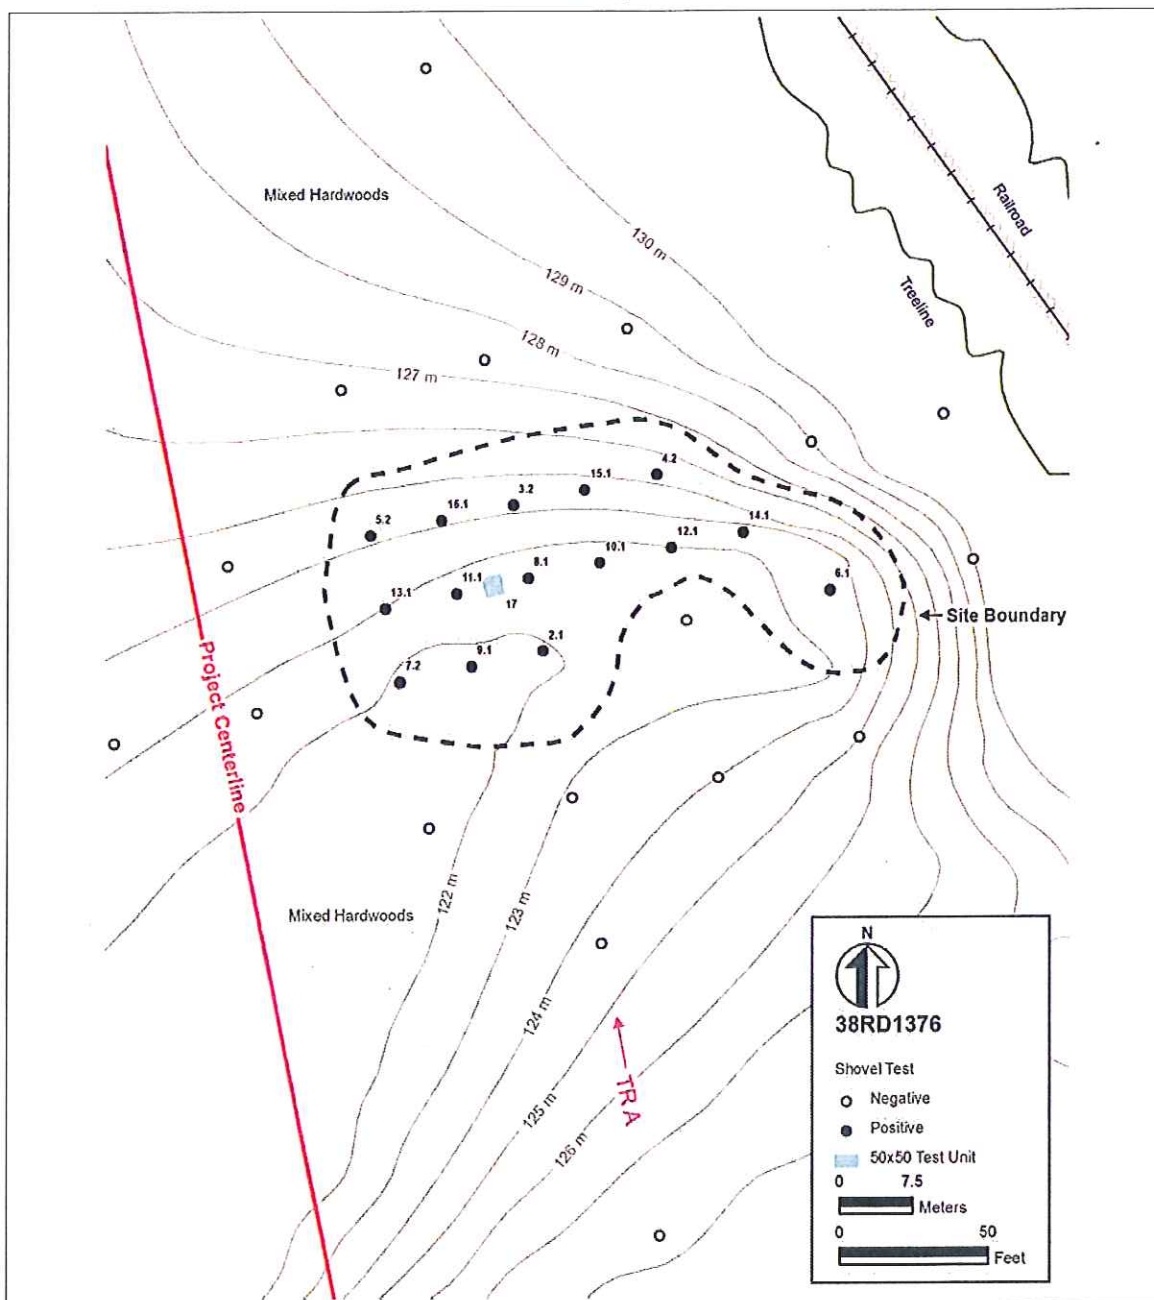 Mixed Hardwoods
Railroad
130 m
129 m
Treeline
128 m
127 m
4.2
15.1
3.2
16.1
5.2
14.1
12.1
10.1
8.1
6.1
11.1
17
13.1
Site Boundary
2.1
9.1
7.2
Project Centerline
122 m
123 m
Mixed Hardwoods
124 m
TR A
125 m
126 m
N
38RD1376
Shovel Test
Negative
Positive
50x50 Test Unit
0 7.5
Meters
0 50
Feet